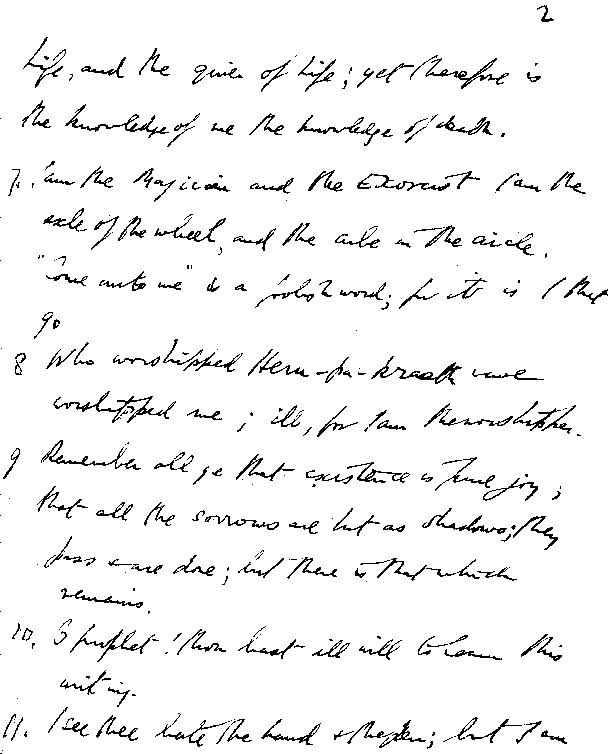 2
Life, and the giver of Life; yet therefore is
the knowledge of me the knowledge of death.
7. I am the Magician and the Exorcist I am the
axle of the wheel, and the cube in the circle.
"Come unto me" is a foolish word; for it is I that
go
8 Who worshipped Heru-pa-kraath have
worshipped me; ill, for I am the worshipper.
9 Remember all ye that existence is pure joy;
that all the sorrows are but as shadows; they
pass & are done; but there is that which
remains.
10. O prophet! thou hast ill will to learn this
writing.
11. I see thee hate the hand & the pen; but I am